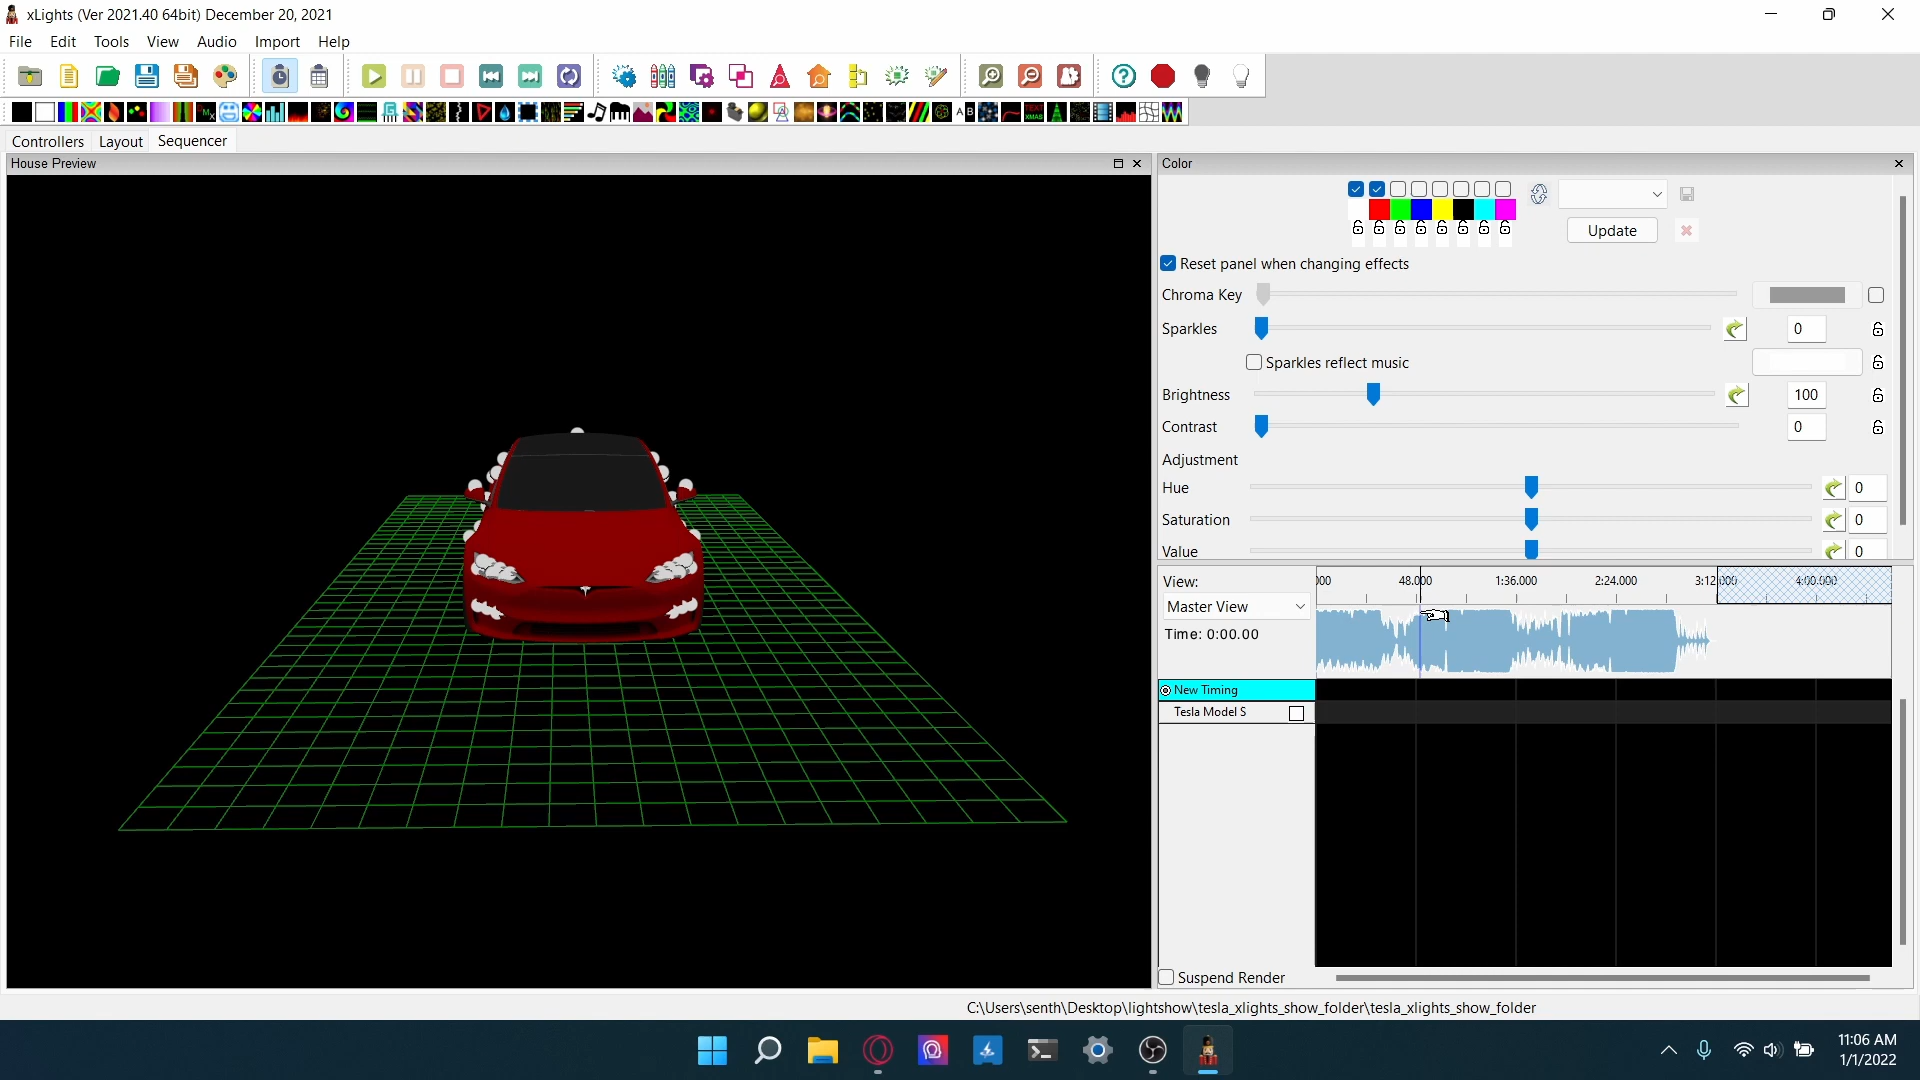 xLights (Ver 2021.40 64bit) December 20, 2021
File Edit Tools View Audio Import Help
Controllers Layout Sequencer
House Preview
Color
Update
Reset panel when changing effects
Chroma Key
Sparkles 0
Sparkles reflect music
Brightness 100
Contrast 0
Adjustment
Hue 0
Saturation 0
Value 0
View: 48.000 1:36.000 2:24.000 3:12.000 4:00.000
Master View
Time: 0:00.00
New Timing
Tesla Model S
Suspend Render
C:\Users\senth\Desktop\lightshow\tesla_xlights_show_folder\tesla_xlights_show_folder
11:06 AM
1/1/2022